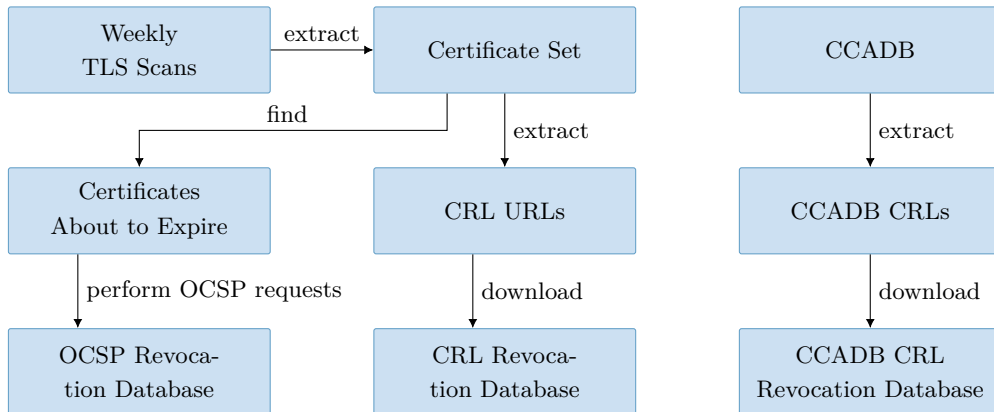 Weekly
TLS Scans
extract
Certificate Set
CCADB
find
extract
extract
Certificates
About to Expire
CRL URLs
CCADB CRLs
perform OCSP requests
download
download
OCSP Revoca-
tion Database
CRL Revoca-
tion Database
CCADB CRL
Revocation Database